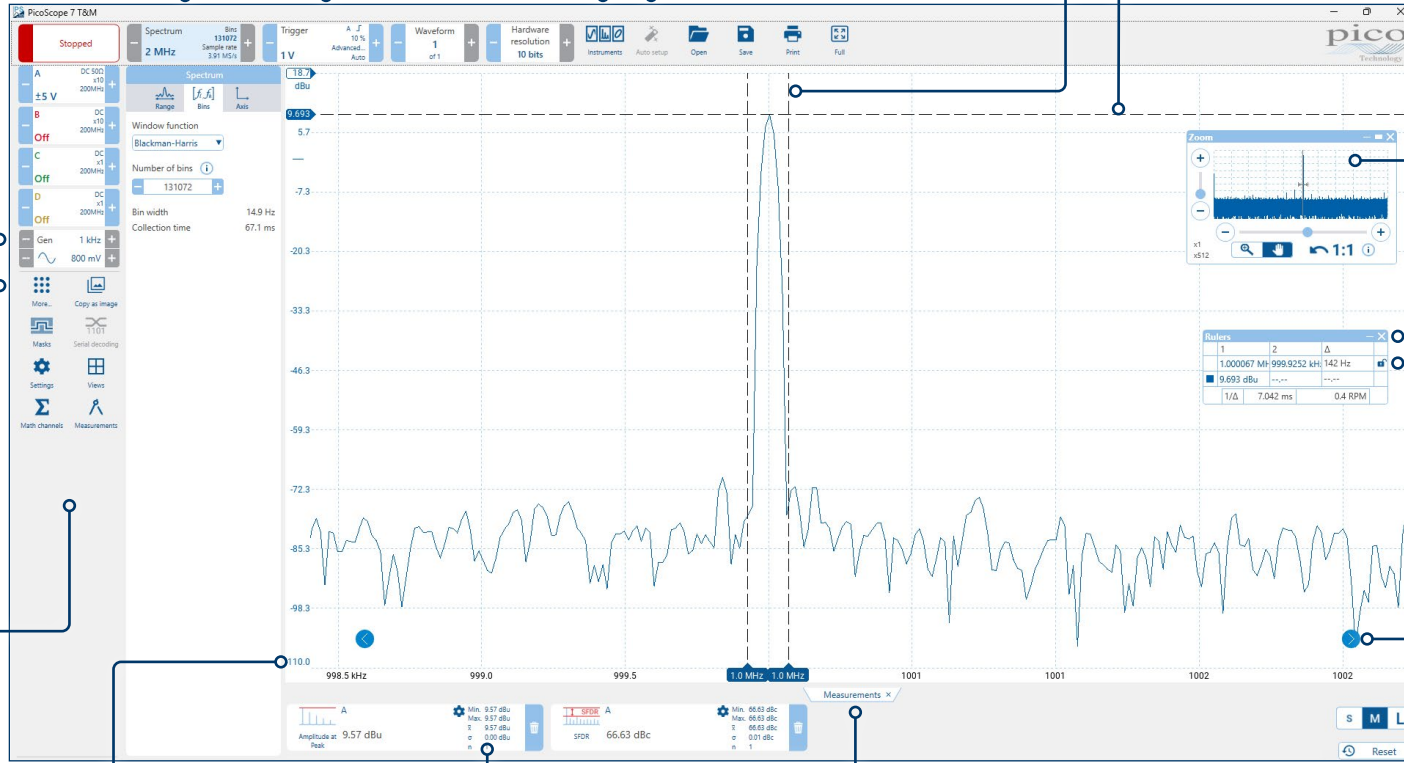 PicoScope 7 T&M
Stopped
Spectrum
2 MHz
Bins
131072
Sample rate
3.91 MS/s
Trigger
1 V
A
10 %
Advanced...
Auto
Waveform
1
of 1
Hardware
resolution
10 bits
Instruments
Auto setup
Open
Save
Print
Full
pico
Technology
A
±5 V
DC 50Ω
x10
200MHz
B
Off
DC
x10
200MHz
C
Off
DC
x1
200MHz
D
Off
DC
x1
200MHz
Gen
1 kHz
800 mV
More...
Copy as image
Masks
1101
Serial decoding
Settings
Views
Math channels
Measurements
Spectrum
Range
Bins
Axis
Window function
Blackman-Harris
Number of bins
131072
Bin width 14.9 Hz
Collection time 67.1 ms
18.7
dBu
9.693
5.7
-7.3
-20.3
-33.3
-46.3
-59.3
-72.3
-85.3
-98.3
110.0
998.5 kHz 999.0 999.5 1.0 MHz 1.0 MHz 1001 1001 1002 1002
Zoom
x1
x512
1:1
Rulers
1 2 Δ
1.000067 MH 999.9252 kH: 142 Hz
9.693 dBu --.-- --.--
1/Δ 7.042 ms 0.4 RPM
Measurements ×
A
Amplitude at
Peak
9.57 dBu
Min. 9.57 dBu
Max. 9.57 dBu
x̄ 9.57 dBu
σ 0.00 dBu
n
SFDR
A
SFDR
66.63 dBc
Min. 66.63 dBc
Max. 66.63 dBc
x̄ 66.63 dBc
σ 0.01 dBc
n 1
S M L
Reset